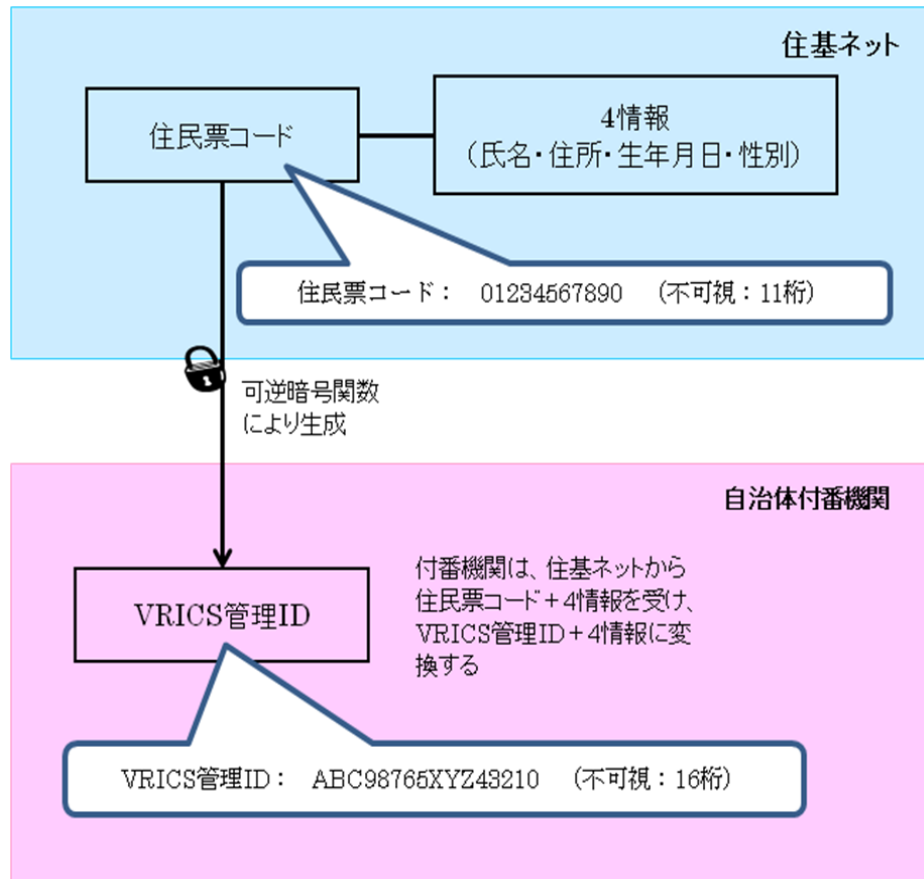 住基ネット
住民票コード
4情報
(氏名・住所・生年月日・性別)
住民票コード： 01234567890 (不可視：11桁)
可逆暗号関数
により生成
自治体付番機関
VRICS管理ID
付番機関は、住基ネットから
住民票コード+4情報を受け、
VRICS管理ID+4情報に変
換する
VRICS管理ID： ABC98765XYZ43210 (不可視：16桁)